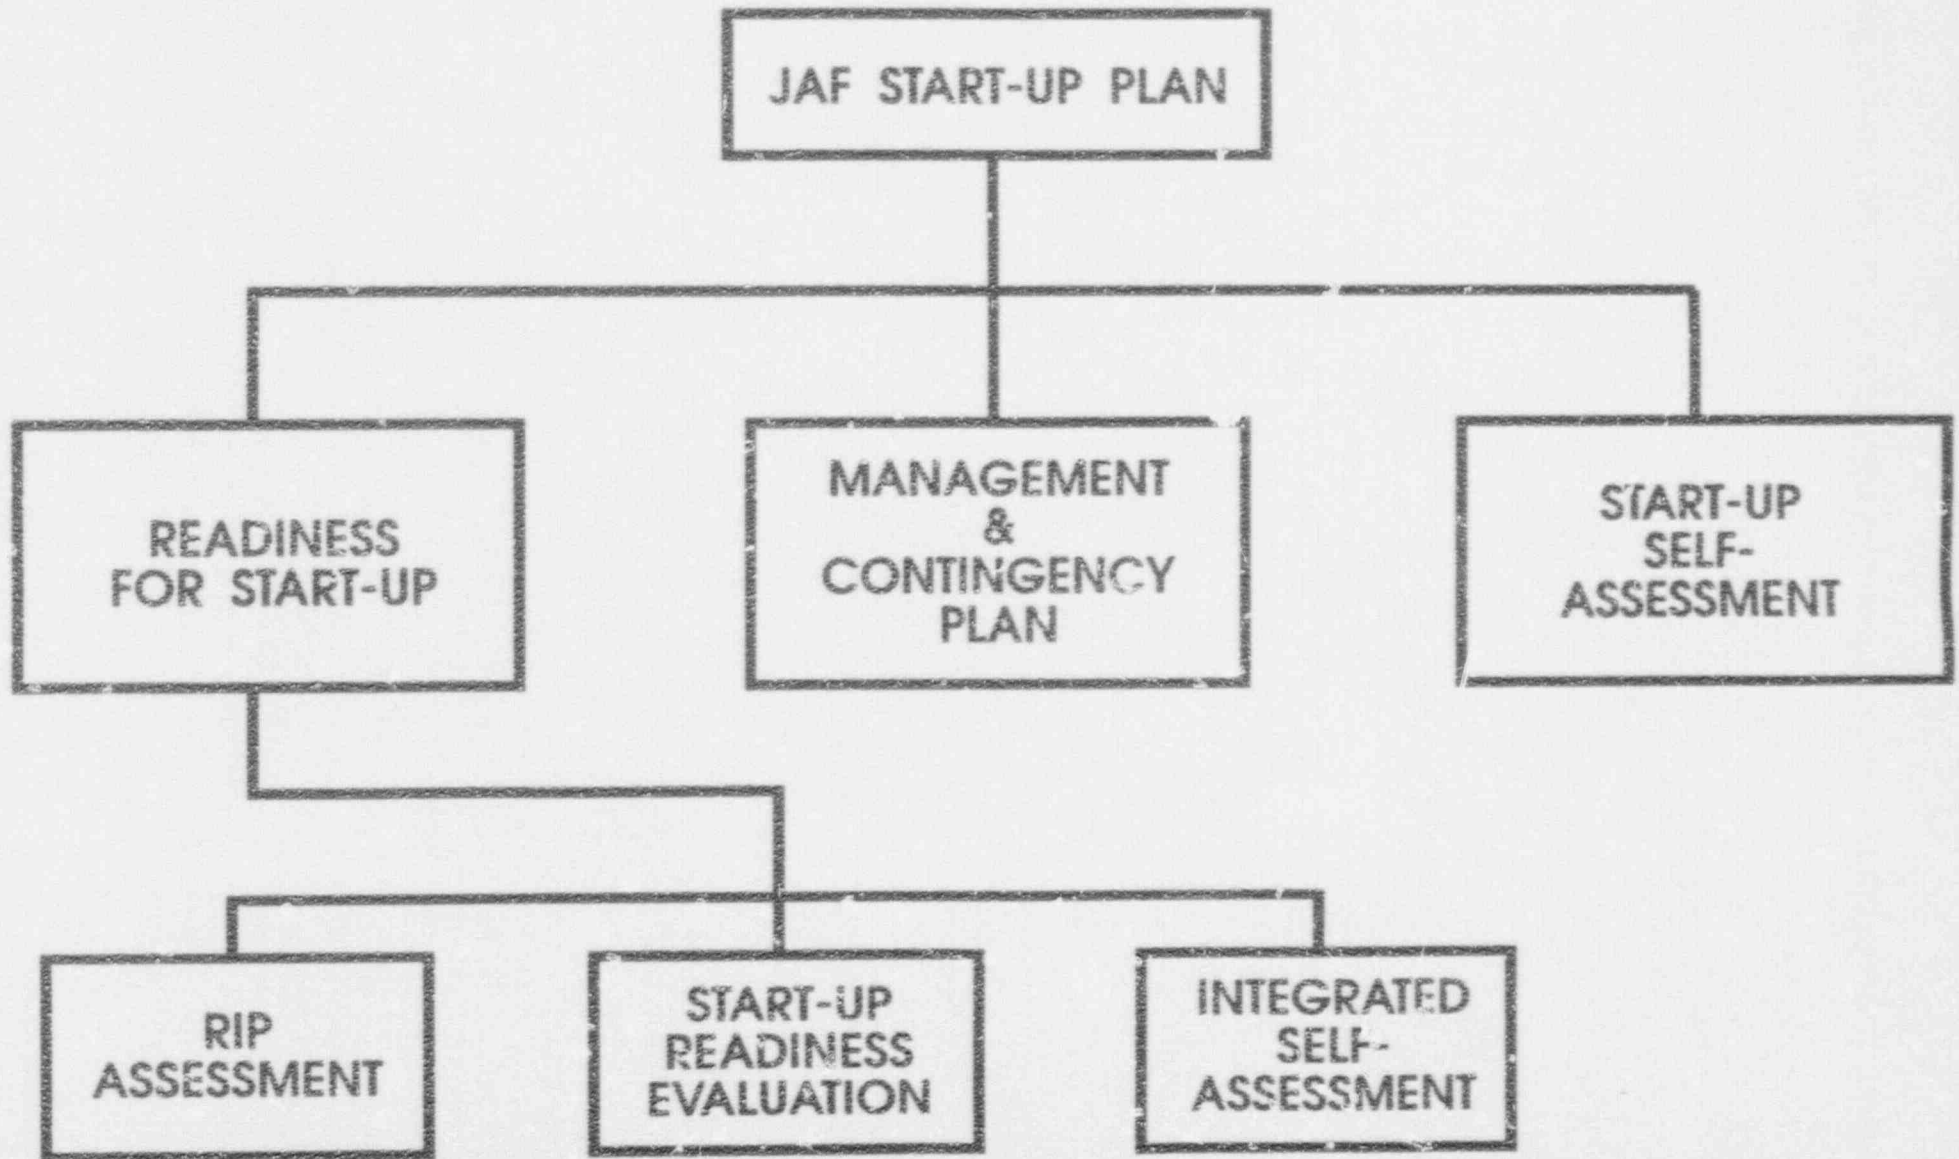 JAF START-UP PLAN
READINESS
FOR START-UP
MANAGEMENT
&
CONTINGENCY
PLAN
START-UP
SELF-
ASSESSMENT
RIP
ASSESSMENT
START-UP
READINESS
EVALUATION
INTEGRATED
SELF-
ASSESSMENT